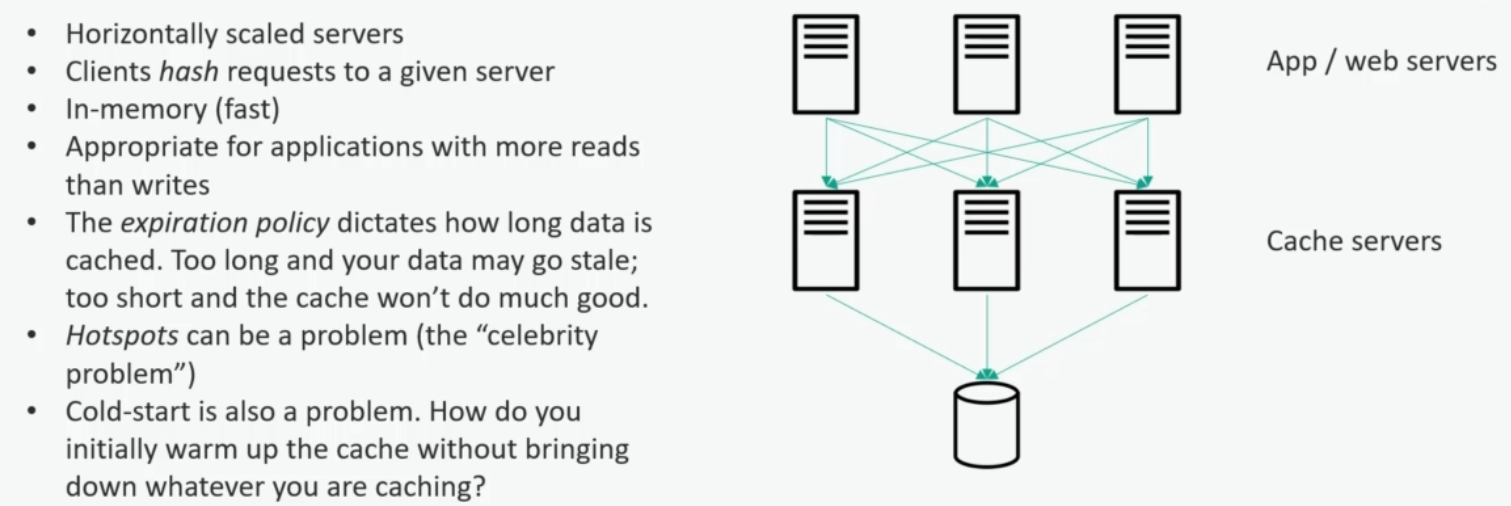 • Horizontally scaled servers
• Clients hash requests to a given server
• In-memory (fast)
• Appropriate for applications with more reads
than writes
• The expiration policy dictates how long data is
cached. Too long and your data may go stale;
too short and the cache won’t do much good.
• Hotspots can be a problem (the “celebrity
problem”)
• Cold-start is also a problem. How do you
initially warm up the cache without bringing
down whatever you are caching?
App / web servers
Cache servers